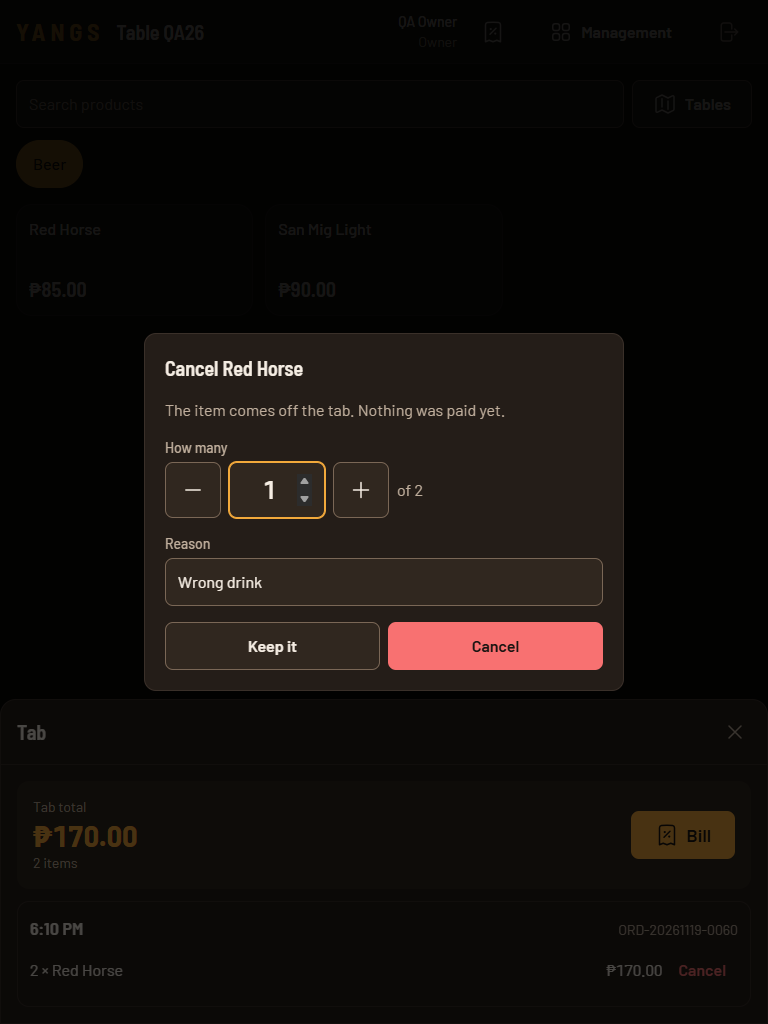 YANGS Table QA26
QA Owner
Owner
Management
Search products
Tables
Beer
Red Horse
San Mig Light
₱85.00
₱90.00
Cancel Red Horse
The item comes off the tab. Nothing was paid yet.
How many
1
of 2
Reason
Wrong drink
Keep it
Cancel
Tab
Tab total
₱170.00
2 items
Bill
6:10 PM
ORD-20261119-0060
2 × Red Horse
₱170.00
Cancel